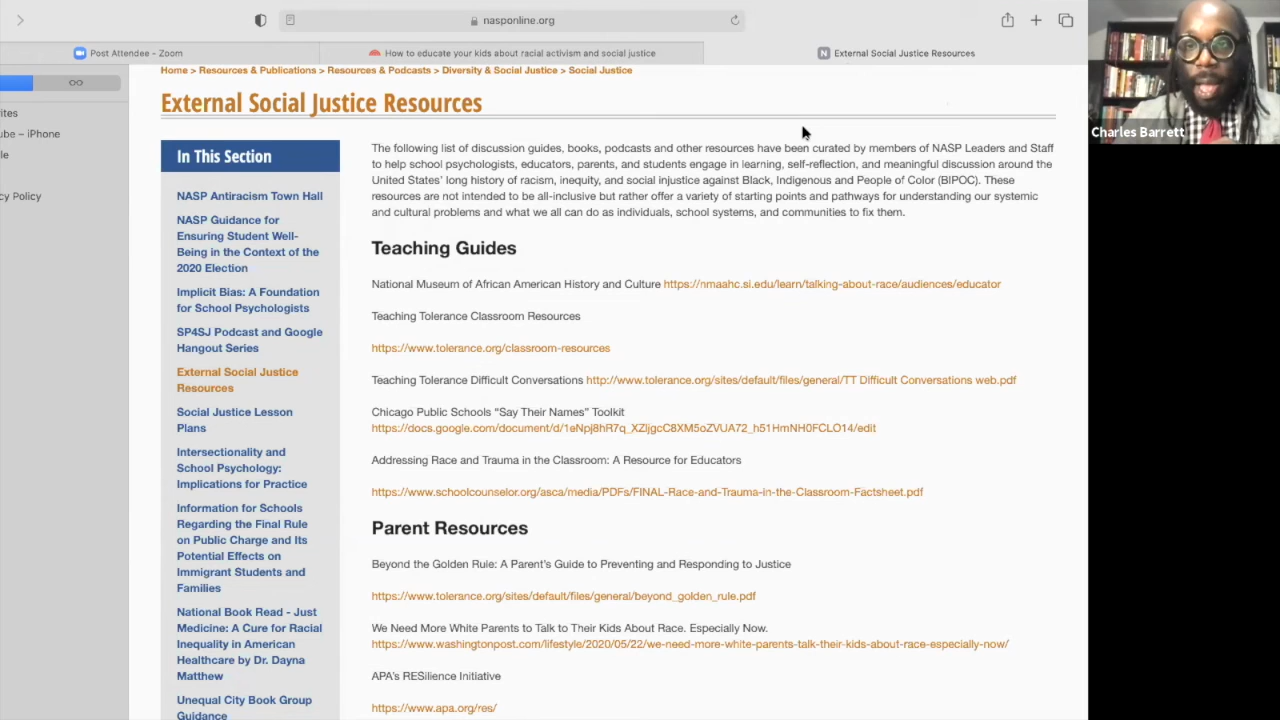 nasponline.org
Post Attendee - Zoom
How to educate your kids about racial activism and social justice
External Social Justice Resources
Home > Resources & Publications > Resources & Podcasts > Diversity & Social Justice > Social Justice
External Social Justice Resources
ites
ube – iPhone
le
cy Policy
In This Section
NASP Antiracism Town Hall
NASP Guidance for
Ensuring Student Well-
Being in the Context of the
2020 Election
Implicit Bias: A Foundation
for School Psychologists
SP4SJ Podcast and Google
Hangout Series
External Social Justice
Resources
Social Justice Lesson
Plans
Intersectionality and
School Psychology:
Implications for Practice
Information for Schools
Regarding the Final Rule
on Public Charge and Its
Potential Effects on
Immigrant Students and
Families
National Book Read - Just
Medicine: A Cure for Racial
Inequality in American
Healthcare by Dr. Dayna
Matthew
Unequal City Book Group
Guidance
The following list of discussion guides, books, podcasts and other resources have been curated by members of NASP Leaders and Staff
to help school psychologists, educators, parents, and students engage in learning, self-reflection, and meaningful discussion around the
United States' long history of racism, inequity, and social injustice against Black, Indigenous and People of Color (BIPOC). These
resources are not intended to be all-inclusive but rather offer a variety of starting points and pathways for understanding our systemic
and cultural problems and what we all can do as individuals, school systems, and communities to fix them.
Teaching Guides
National Museum of African American History and Culture https://nmaahc.si.edu/learn/talking-about-race/audiences/educator
Teaching Tolerance Classroom Resources
https://www.tolerance.org/classroom-resources
Teaching Tolerance Difficult Conversations http://www.tolerance.org/sites/default/files/general/TT Difficult Conversations web.pdf
Chicago Public Schools "Say Their Names" Toolkit
https://docs.google.com/document/d/1eNpj8hR7q_XZljgcC8XM5oZVUA72_h51HmNH0FCLO14/edit
Addressing Race and Trauma in the Classroom: A Resource for Educators
https://www.schoolcounselor.org/asca/media/PDFs/FINAL-Race-and-Trauma-in-the-Classroom-Factsheet.pdf
Parent Resources
Beyond the Golden Rule: A Parent's Guide to Preventing and Responding to Justice
https://www.tolerance.org/sites/default/files/general/beyond_golden_rule.pdf
We Need More White Parents to Talk to Their Kids About Race. Especially Now.
https://www.washingtonpost.com/lifestyle/2020/05/22/we-need-more-white-parents-talk-their-kids-about-race-especially-now/
APA's RESilience Initiative
https://www.apa.org/res/
Charles Barrett